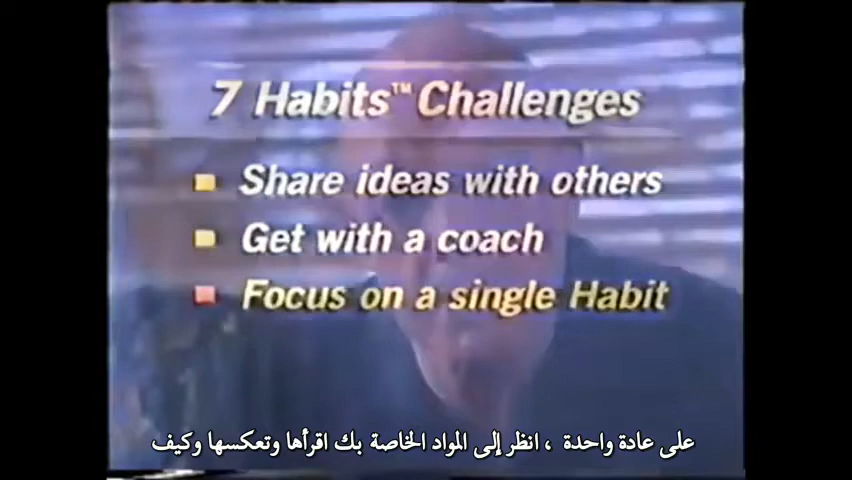 7 Habits™ Challenges
Share ideas with others
Get with a coach
Focus on a single Habit
على عادة واحدة ، انظر إلى المواد الخاصة بك اقرأها وتعكسها وكيف